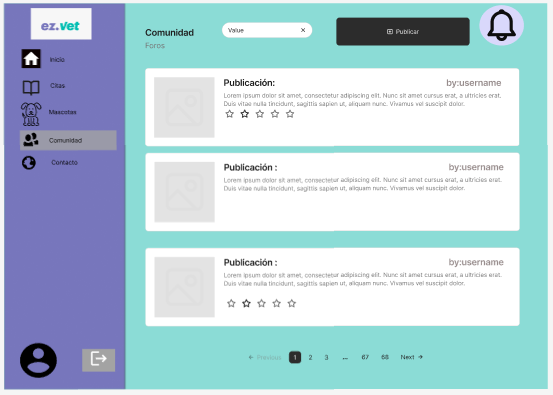 ez.vet
Inicio
Citas
Mascotas
Comunidad
Contacto
Comunidad
Foros
Value
Publicar
Publicación:
by:username
Lorem ipsum dolor sit amet, consectetur adipiscing elit. Nunc sit amet cursus erat, a ultricies erat.
Duis vitae nulla tincidunt, sagittis sapien ut, aliquam nunc. Vivamus vel suscipit dolor.
Publicación :
by:username
Lorem ipsum dolor sit amet, consectetur adipiscing elit. Nunc sit amet cursus erat, a ultricies erat.
Duis vitae nulla tincidunt, sagittis sapien ut, aliquam nunc. Vivamus vel suscipit dolor.
Publicación :
by:username
Lorem ipsum dolor sit amet, consectetur adipiscing elit. Nunc sit amet cursus erat, a ultricies erat.
Duis vitae nulla tincidunt, sagittis sapien ut, aliquam nunc. Vivamus vel suscipit dolor.
← Previous 1 2 3 ... 67 68 Next →